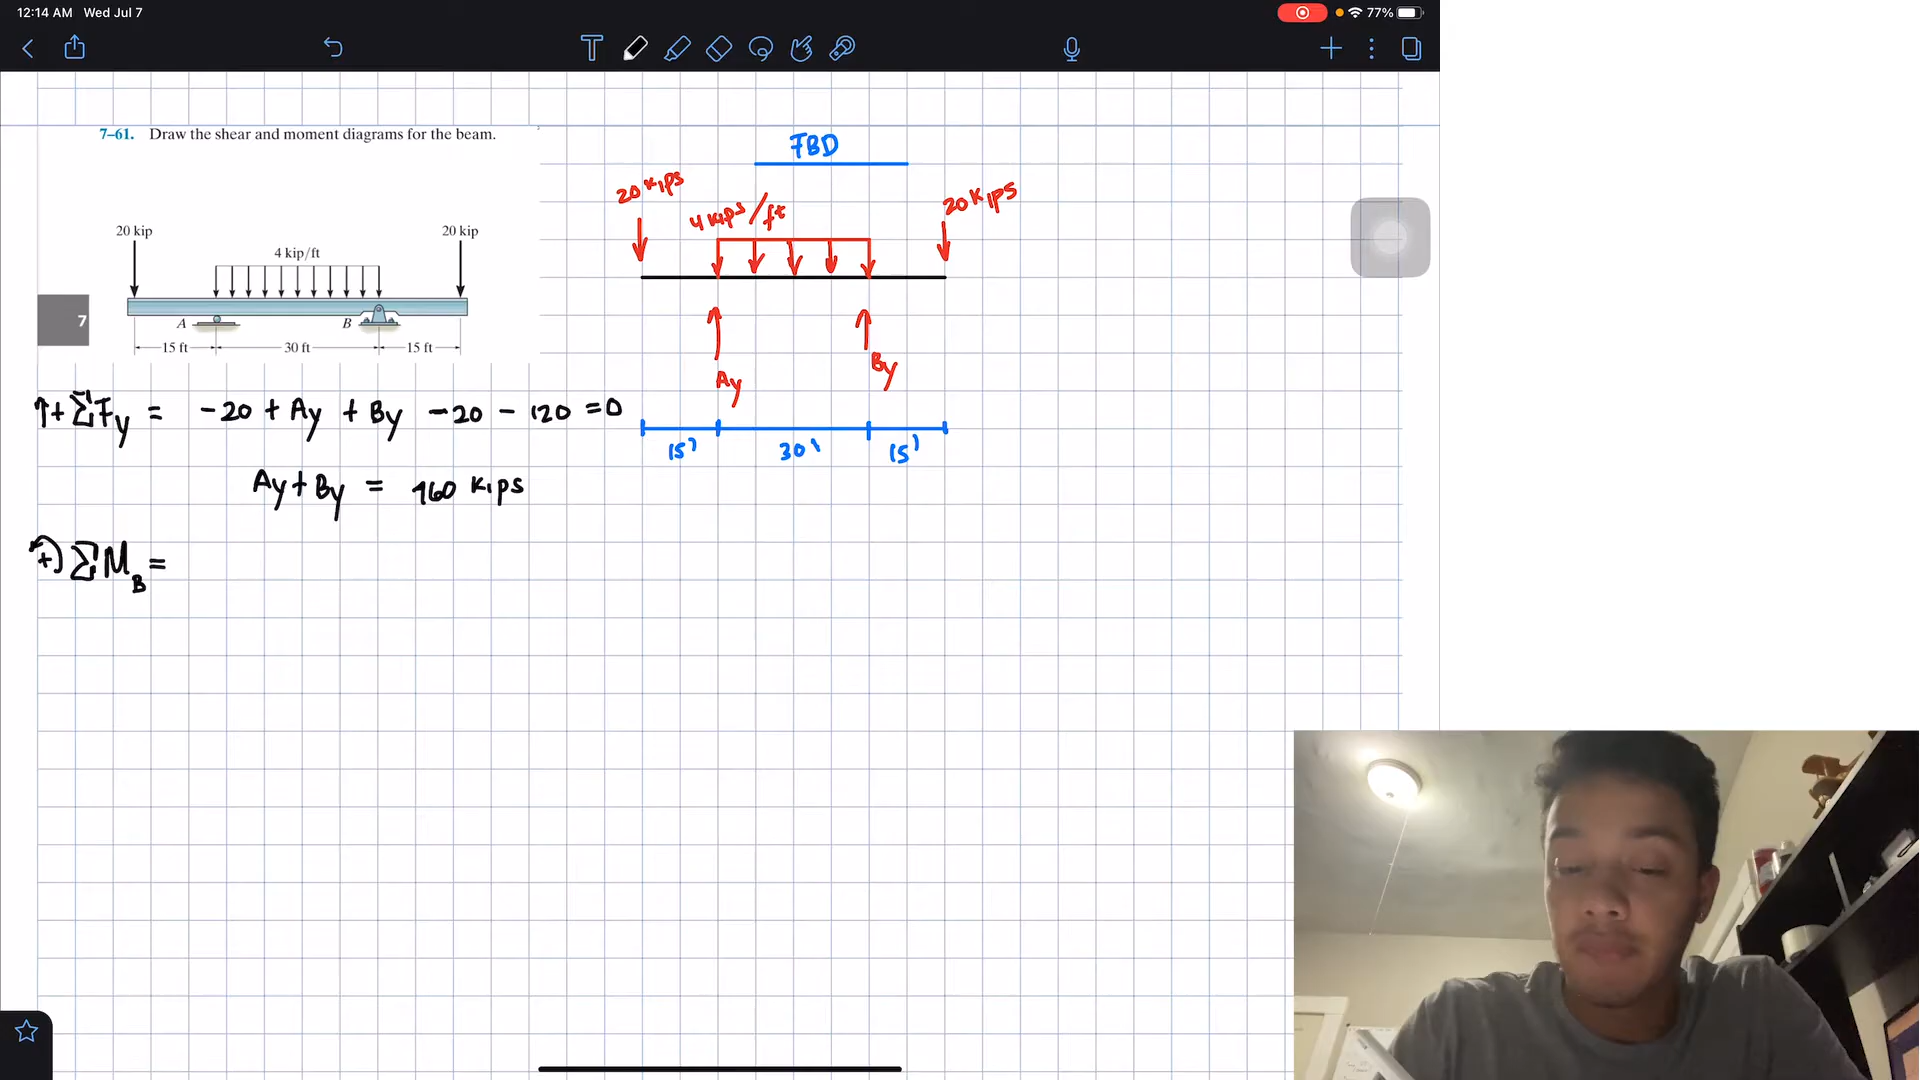 12:14 AM Wed Jul 7
77%
7–61. Draw the shear and moment diagrams for the beam.
FBD
20 kips
4 kips/ft
20 kips
20 kip
20 kip
4 kip/ft
7
A
B
15 ft
30 ft
15 ft
Ay
By
↑+ ΣFy = -20 + Ay + By -20 - 120 = 0
15'
30'
15'
Ay + By = 160 kips
+) ΣM_B =